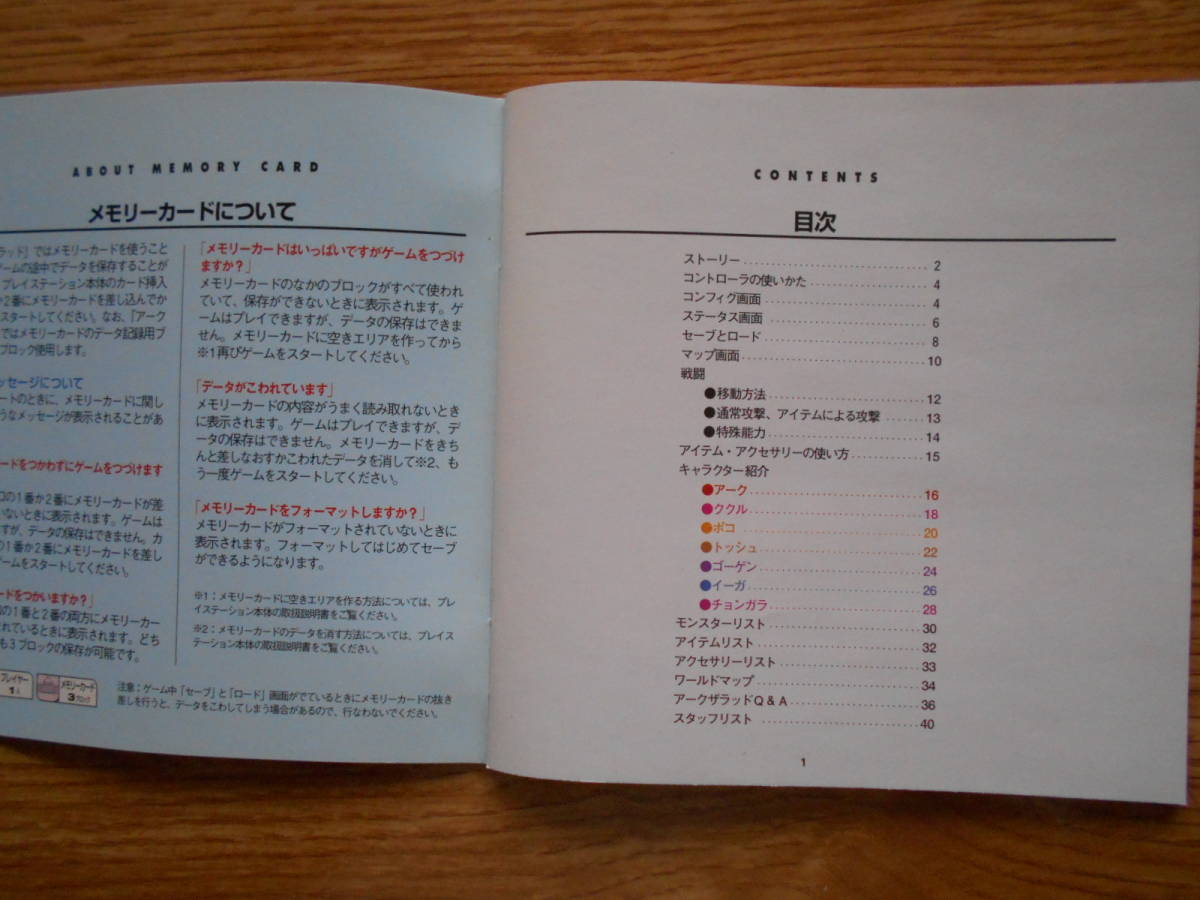 ABOUT MEMORY CARD
メモリーカードについて
ラッド』ではメモリーカードを使うこと
ームの途中でデータを保存することが
プレイステーション本体のカード挿入
か2番にメモリーカードを差し込んでか
スタートしてください。なお、『アーク
ではメモリーカードのデータ記録用ブ
ブロック使用します。
ッセージについて
ートのときに、メモリーカードに関し
うなメッセージが表示されることがあ
ードをつかわずにゲームをつづけます
口の1番か2番にメモリーカードが差
いないときに表示されます。ゲームは
すが、データの保存はできません。カ
の1番か2番にメモリーカードを差し
ゲームをスタートしてください。
ードをつかいますか?」
口の1番と2番の両方にメモリーカー
まれているときに表示されます。どち
も3ブロックの保存が可能です。
プレイヤー
1人
メモリーカード
3ブロック
「メモリーカードはいっぱいですがゲームをつづけ
ますか?」
メモリーカードのなかのブロックがすべて使われ
ていて、保存ができないときに表示されます。ゲ
ームはプレイできますが、データの保存はできま
せん。メモリーカードに空きエリアを作ってから
※1再びゲームをスタートしてください。
「データがこわれています」
メモリーカードの内容がうまく読み取れないとき
に表示されます。ゲームはプレイできますが、デ
ータの保存はできません。メモリーカードをきち
んと差しなおすかこわれたデータを消して※2、も
う一度ゲームをスタートしてください。
「メモリーカードをフォーマットしますか?」
メモリーカードがフォーマットされていないときに
表示されます。フォーマットしてはじめてセーブ
ができるようになります。
※1：メモリーカードに空きエリアを作る方法については、プレ
イステーション本体の取扱説明書をご覧ください。
※2：メモリーカードのデータを消す方法については、プレイス
テーション本体の取扱説明書をご覧ください。
注意：ゲーム中「セーブ」と「ロード」画面がでているときにメモリーカードの抜き
差しを行うと、データをこわしてしまう場合があるので、行なわないでください。
CONTENTS
目次
ストーリー 2
コントローラの使いかた 4
コンフィグ画面 4
ステータス画面 6
セーブとロード 8
マップ画面 10
戦闘
●移動方法 12
●通常攻撃、アイテムによる攻撃 13
●特殊能力 14
アイテム・アクセサリーの使い方 15
キャラクター紹介
●アーク 16
●ククル 18
●ポコ 20
●トッシュ 22
●ゴーゲン 24
●イーガ 26
●チョンガラ 28
モンスターリスト 30
アイテムリスト 32
アクセサリーリスト 33
ワールドマップ 34
アークザラッドQ&A 36
スタッフリスト 40
1